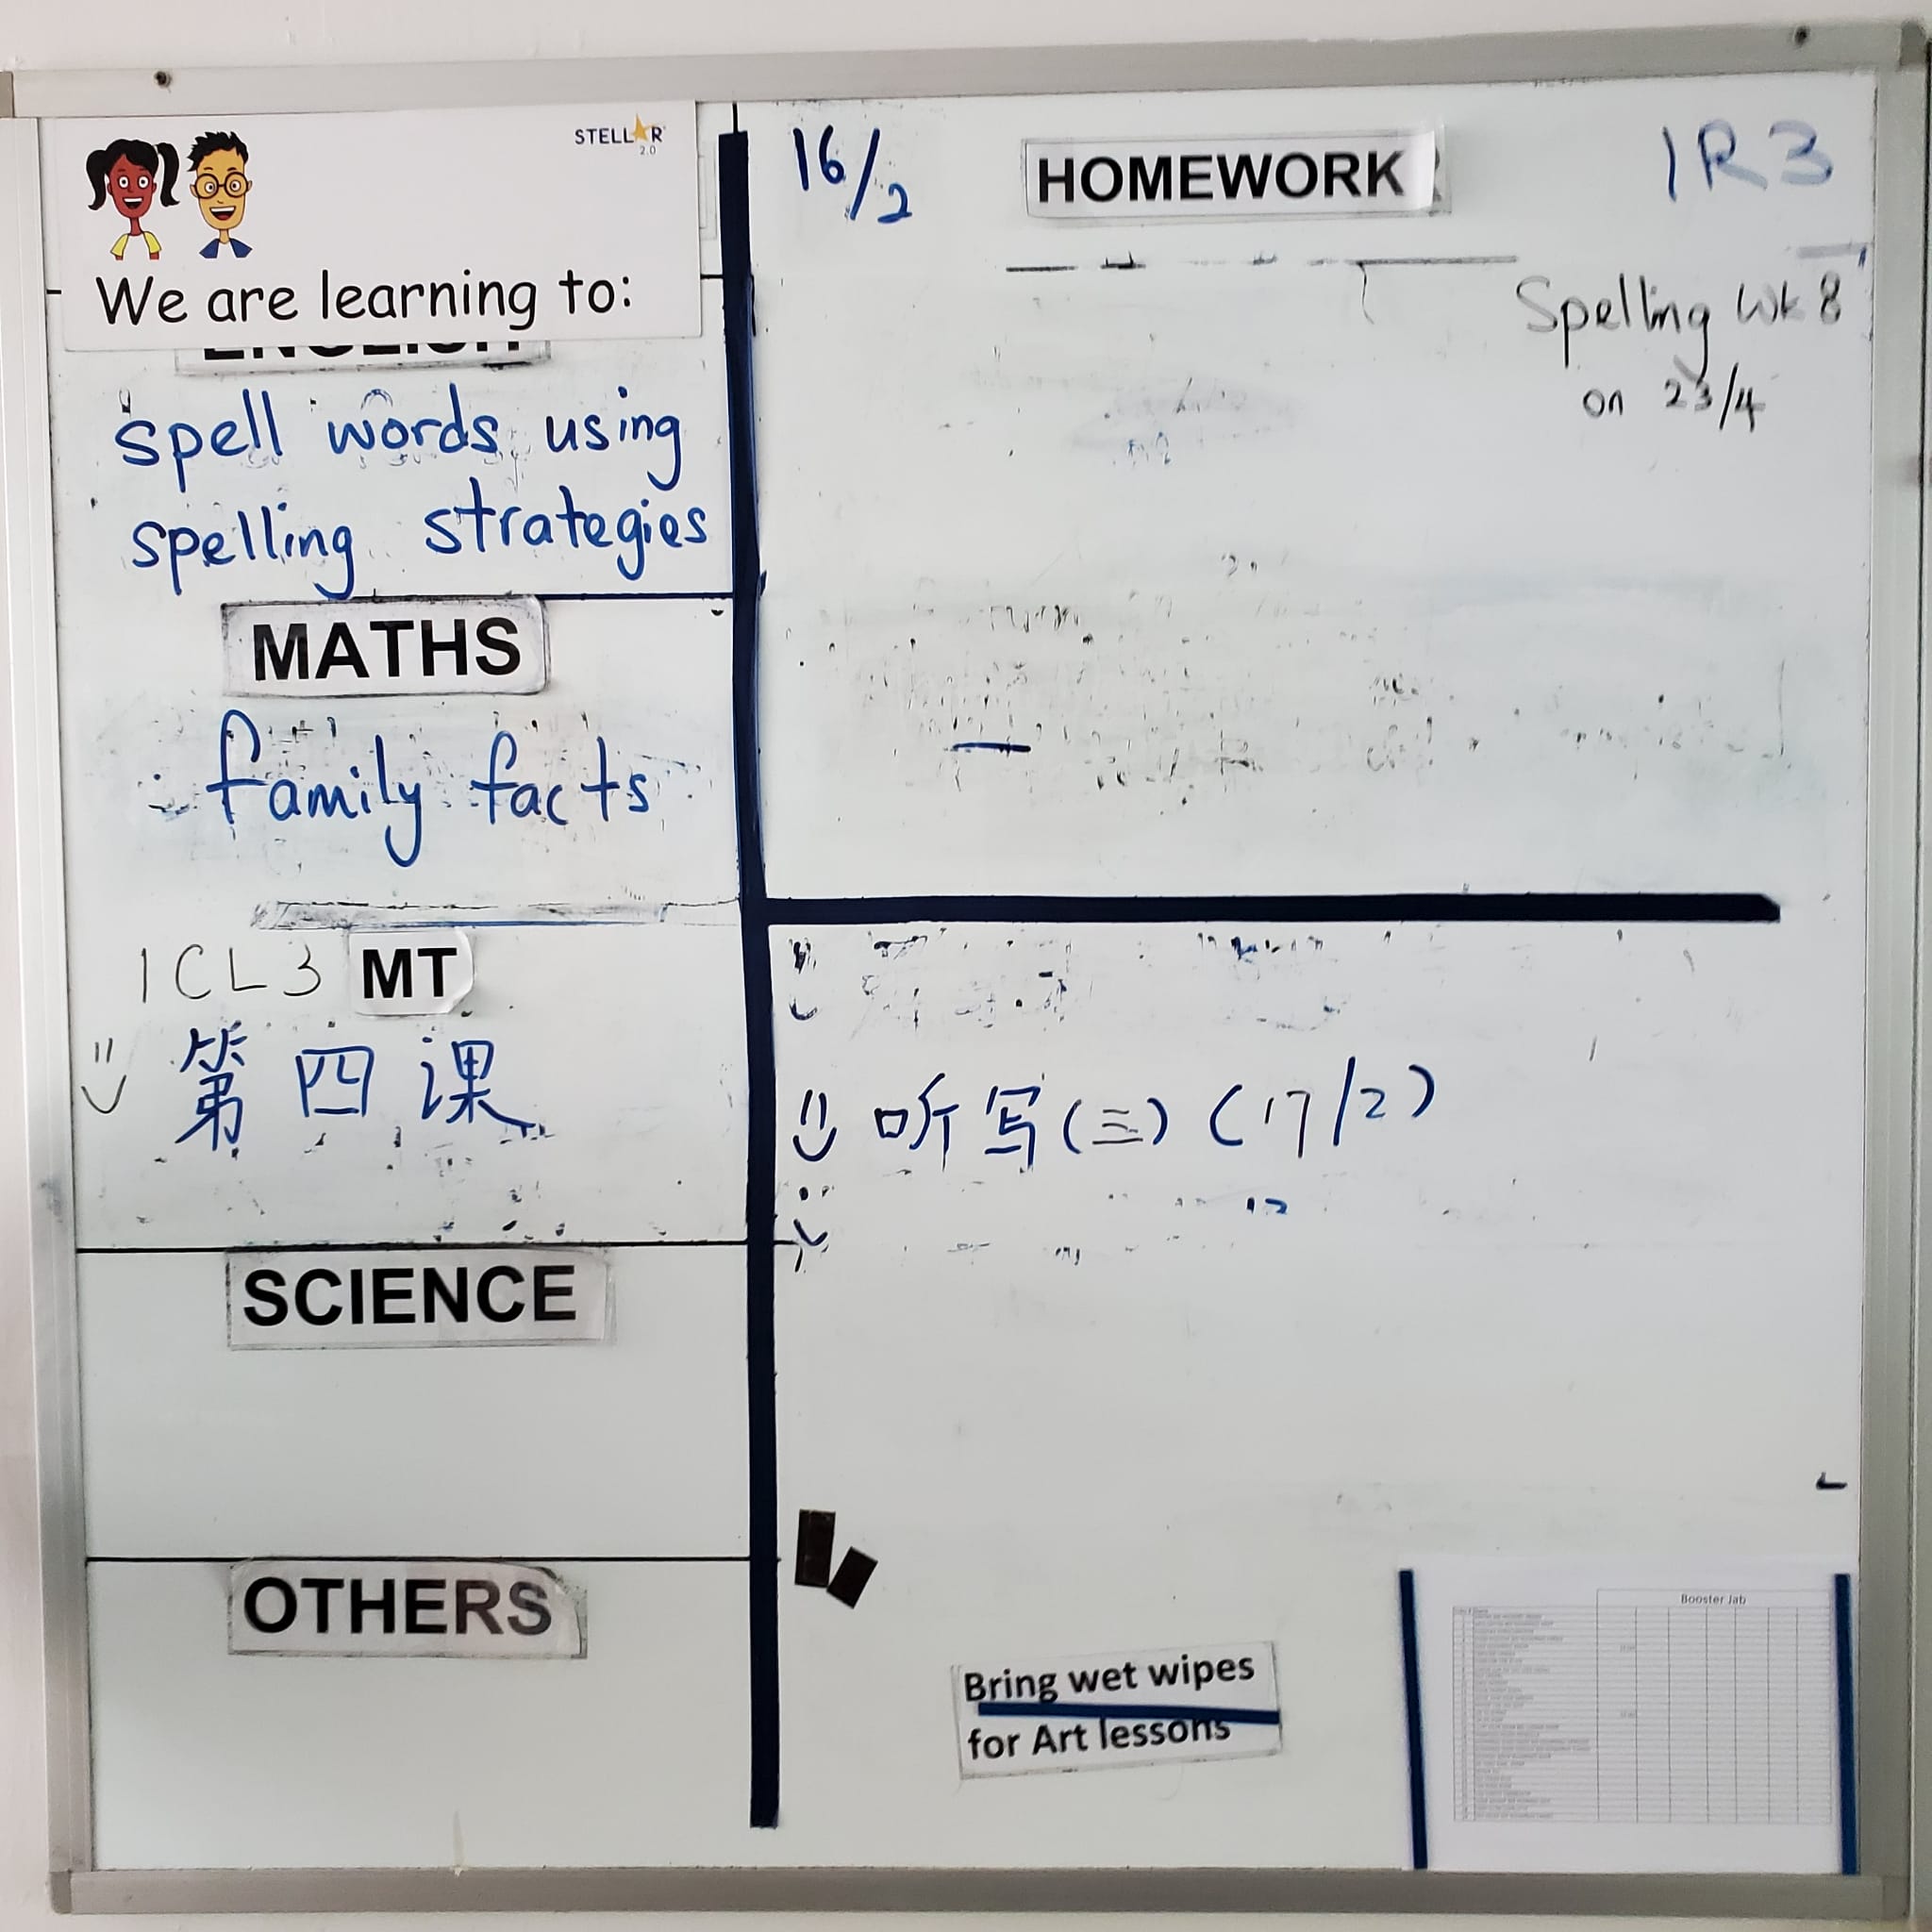 STELLAR
2.0
We are learning to:
ENGLISH
spell words using
spelling strategies
MATHS
family facts
1CL3 MT
第四课
SCIENCE
OTHERS
16/2
HOMEWORK
1R3
Spelling Wk 8
on 23/4
听写(三) (17/2)
Bring wet wipes
for Art lessons
Booster Jab